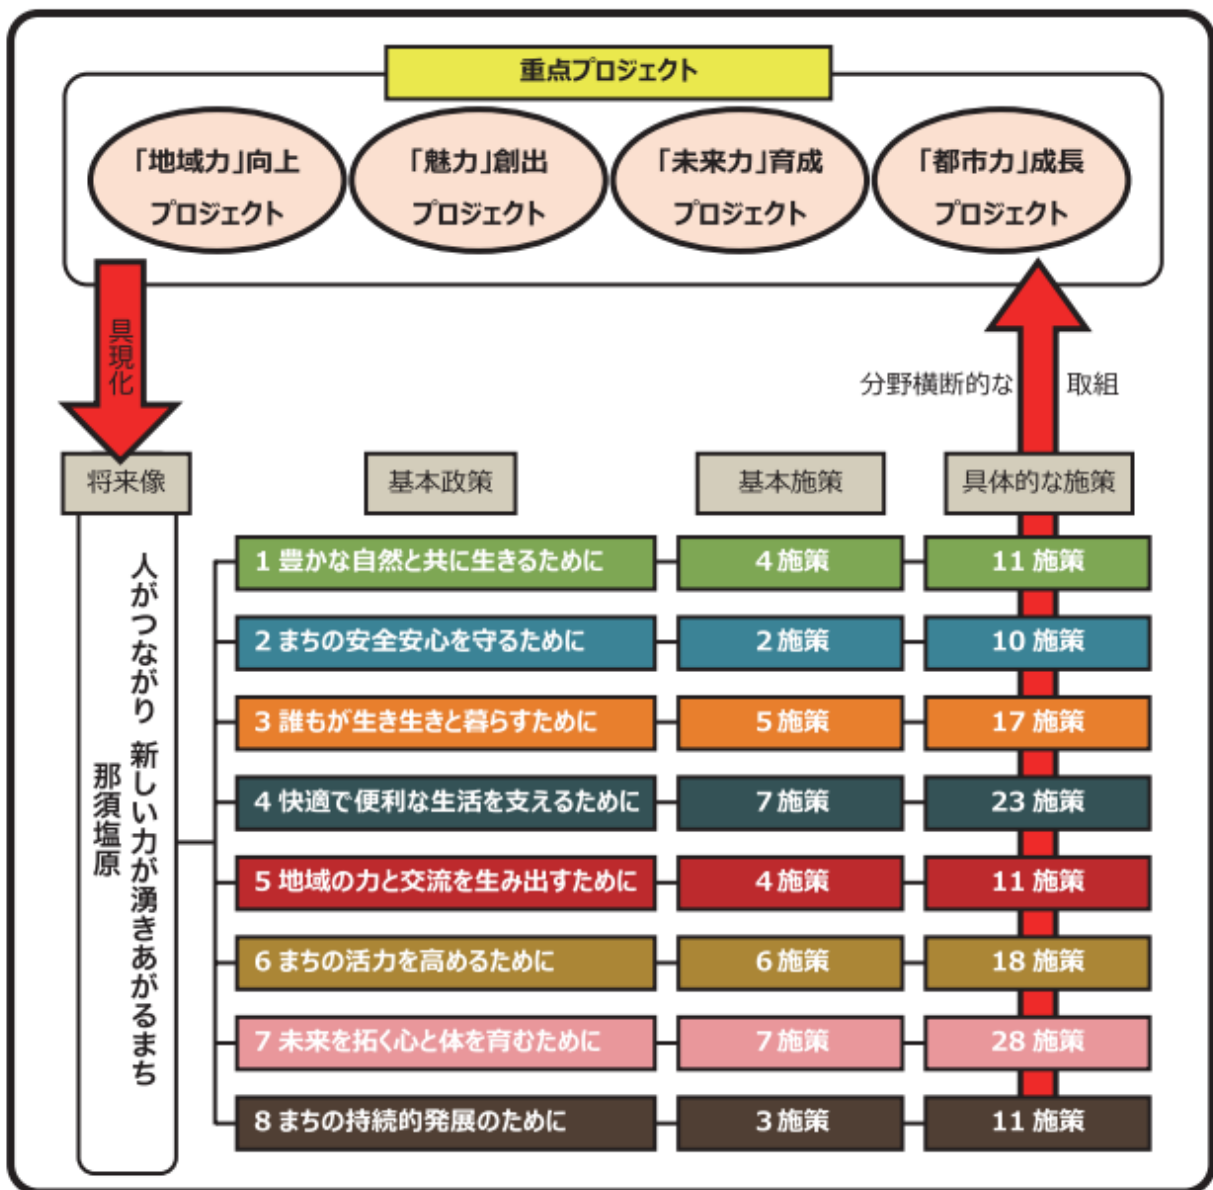 重点プロジェクト
「地域力」向上
プロジェクト
「魅力」創出
プロジェクト
「未来力」育成
プロジェクト
「都市力」成長
プロジェクト
具現化
分野横断的な 取組
将来像
基本政策
基本施策
具体的な施策
人がつながり 新しい力が湧きあがるまち
那須塩原
1 豊かな自然と共に生きるために
4 施策
11 施策
2 まちの安全安心を守るために
2 施策
10 施策
3 誰もが生き生きと暮らすために
5 施策
17 施策
4 快適で便利な生活を支えるために
7 施策
23 施策
5 地域の力と交流を生み出すために
4 施策
11 施策
6 まちの活力を高めるために
6 施策
18 施策
7 未来を拓く心と体を育むために
7 施策
28 施策
8 まちの持続的発展のために
3 施策
11 施策